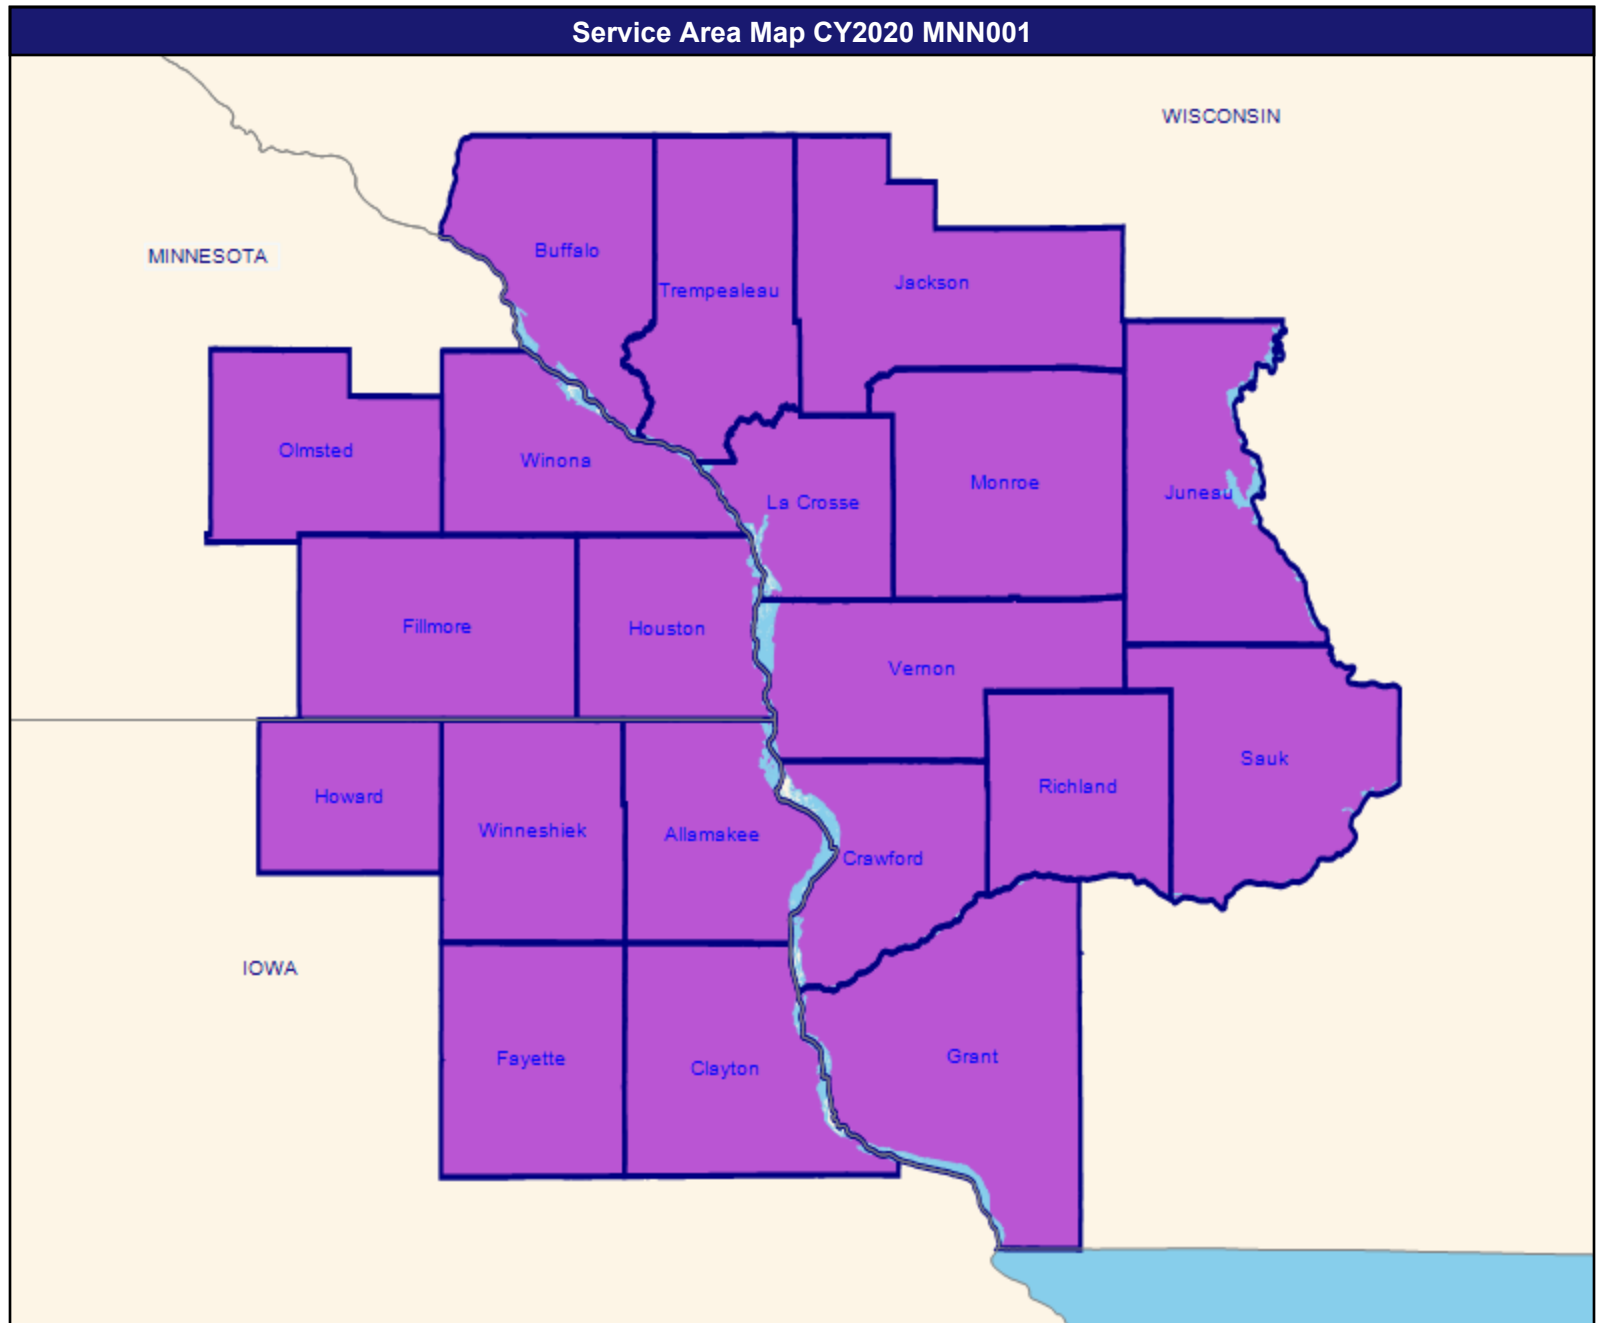 Service Area Map CY2020 MNN001
WISCONSIN
MINNESOTA
Buffalo
Trempealeau
Jackson
Olmsted
Winona
La Crosse
Monroe
Juneau
Fillmore
Houston
Vernon
Sauk
Richland
Howard
Winneshiek
Allamakee
Crawford
IOWA
Fayette
Clayton
Grant